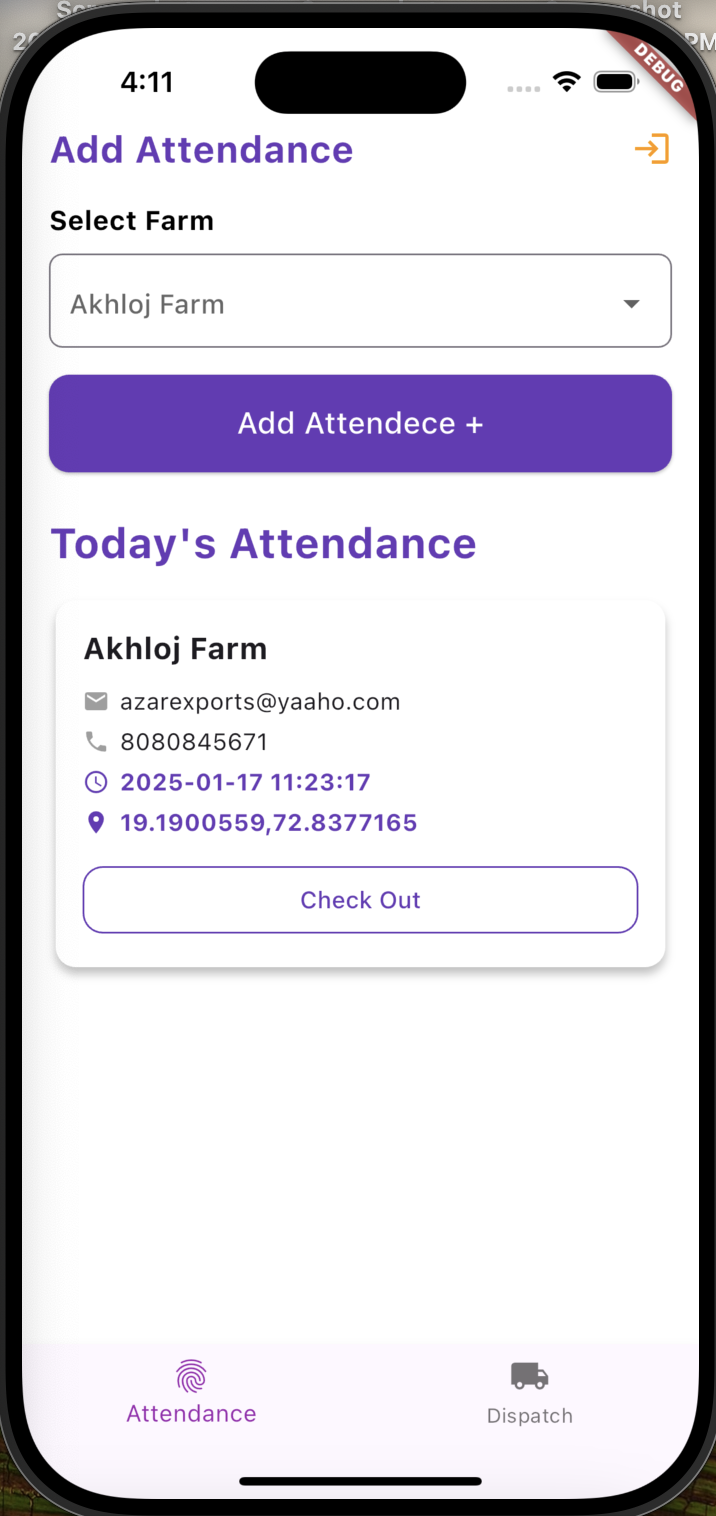 4:11
DEBUG
Add Attendance
Select Farm
Akhloj Farm
Add Attendece +
Today's Attendance
Akhloj Farm
azarexports@yaaho.com
8080845671
2025-01-17 11:23:17
19.1900559,72.8377165
Check Out
Attendance
Dispatch